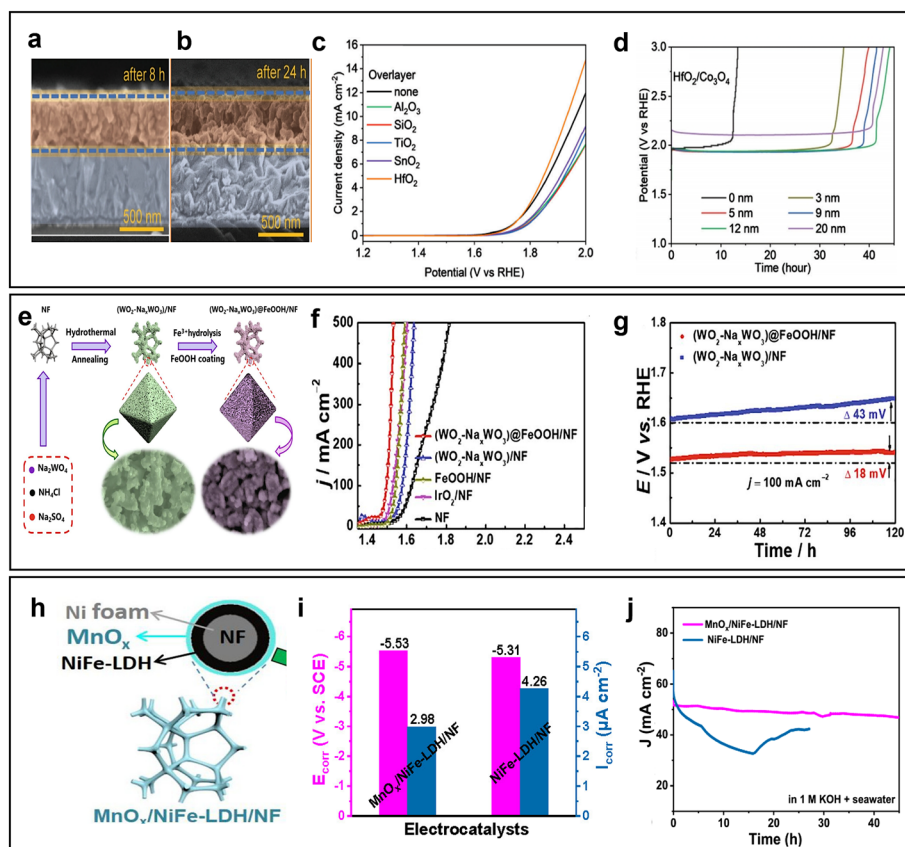 a
after 8 h
500 nm
b
after 24 h
500 nm
c
Current density (mA cm⁻²)
16
14
12
10
8
6
4
2
0
Overlayer
none
Al₂O₃
SiO₂
TiO₂
SnO₂
HfO₂
1.2 1.4 1.6 1.8 2.0
Potential (V vs RHE)
d
Potential (V vs RHE)
3.0
2.5
2.0
1.5
1.0
HfO₂/Co₃O₄
0 nm 3 nm
5 nm 9 nm
12 nm 20 nm
0 10 20 30 40
Time (hour)
e
NF
Hydrothermal
Annealing
(WO₂-NaₓWO₃)/NF
Fe³⁺hydrolysis
FeOOH coating
(WO₂-NaₓWO₃)@FeOOH/NF
Na₂WO₄
NH₄Cl
Na₂SO₄
f
j / mA cm⁻²
500
400
300
200
100
0
(WO₂-NaₓWO₃)@FeOOH/NF
(WO₂-NaₓWO₃)/NF
FeOOH/NF
IrO₂/NF
NF
1.4 1.6 1.8 2.0 2.2 2.4
g
E / V vs. RHE
1.8
1.7
1.6
1.5
1.4
(WO₂-NaₓWO₃)@FeOOH/NF
(WO₂-NaₓWO₃)/NF
Δ 43 mV
Δ 18 mV
j = 100 mA cm⁻²
0 24 48 72 96 120
Time / h
h
Ni foam
MnOₓ
NiFe-LDH
NF
MnOₓ/NiFe-LDH/NF
i
E_corr (V vs. SCE)
-6
-5
-4
-3
-2
-1
0
-5.53
2.98
MnOₓ/NiFe-LDH/NF
-5.31
4.26
NiFe-LDH/NF
6
5
4
3
2
1
0
I_corr (μA cm⁻²)
Electrocatalysts
j
J (mA cm⁻²)
80
60
40
20
0
MnOₓ/NiFe-LDH/NF
NiFe-LDH/NF
in 1 M KOH + seawater
0 10 20 30 40
Time (h)